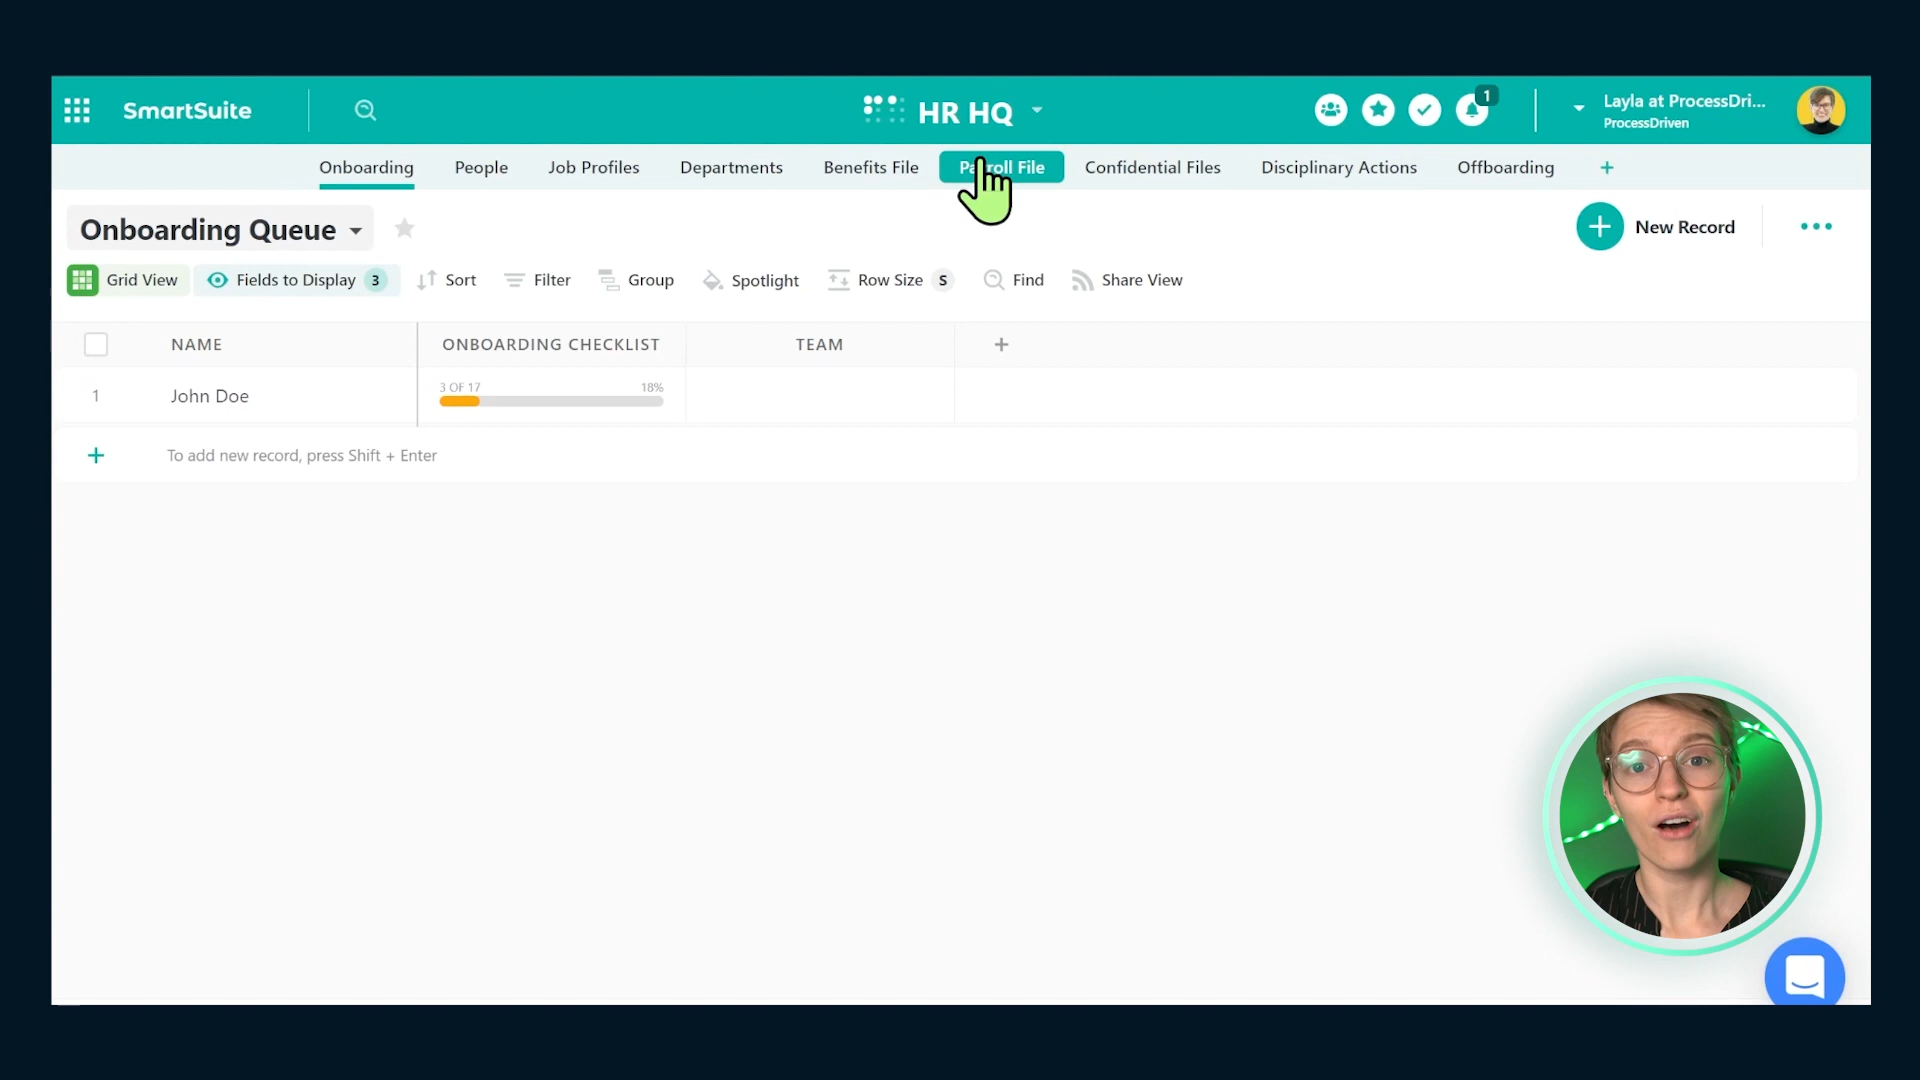 SmartSuite
HR HQ
1
Layla at ProcessDri...
ProcessDriven
Onboarding
People
Job Profiles
Departments
Benefits File
Payroll File
Confidential Files
Disciplinary Actions
Offboarding
+
Onboarding Queue
New Record
Grid View
Fields to Display 3
Sort
Filter
Group
Spotlight
Row Size S
Find
Share View
NAME
ONBOARDING CHECKLIST
TEAM
+
1
John Doe
3 OF 17
18%
+
To add new record, press Shift + Enter